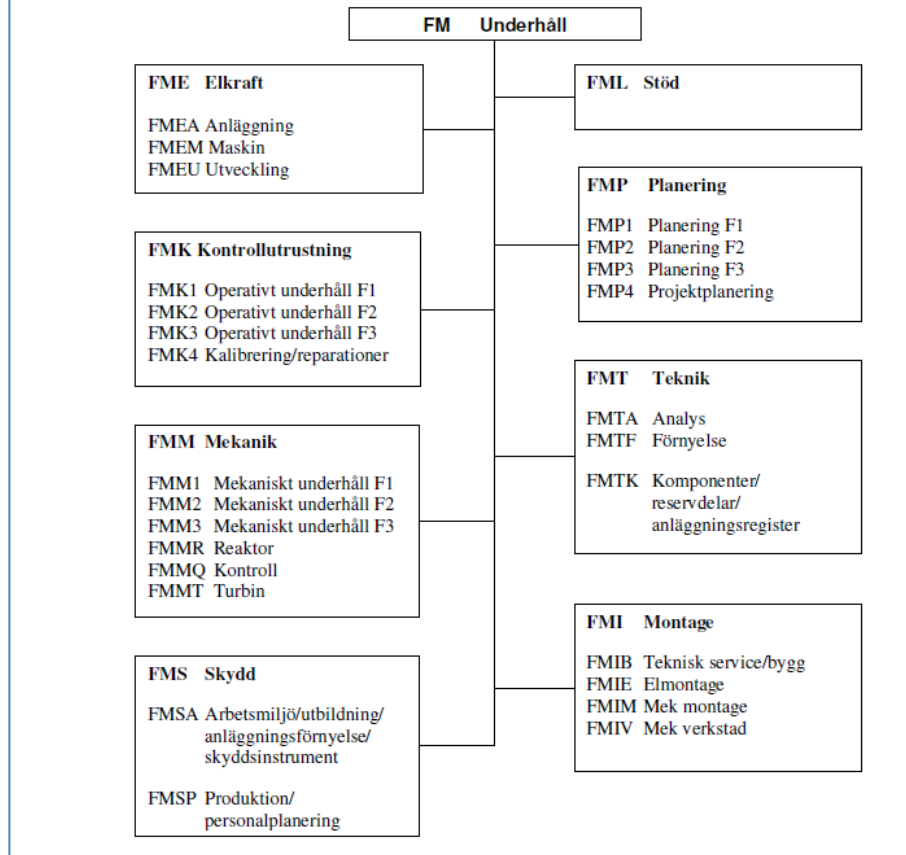 FM Underhåll
FME Elkraft
FMEA Anläggning
FMEM Maskin
FMEU Utveckling
FML Stöd
FMP Planering
FMP1 Planering F1
FMP2 Planering F2
FMP3 Planering F3
FMP4 Projektplanering
FMK Kontrollutrustning
FMK1 Operativt underhåll F1
FMK2 Operativt underhåll F2
FMK3 Operativt underhåll F3
FMK4 Kalibrering/reparationer
FMT Teknik
FMTA Analys
FMTF Förnyelse
FMTK Komponenter/
reservdelar/
anläggningsregister
FMM Mekanik
FMM1 Mekaniskt underhåll F1
FMM2 Mekaniskt underhåll F2
FMM3 Mekaniskt underhåll F3
FMMR Reaktor
FMMQ Kontroll
FMMT Turbin
FMI Montage
FMIB Teknisk service/bygg
FMIE Elmontage
FMIM Mek montage
FMIV Mek verkstad
FMS Skydd
FMSA Arbetsmiljö/utbildning/
anläggningsförnyelse/
skyddsinstrument
FMSP Produktion/
personalplanering